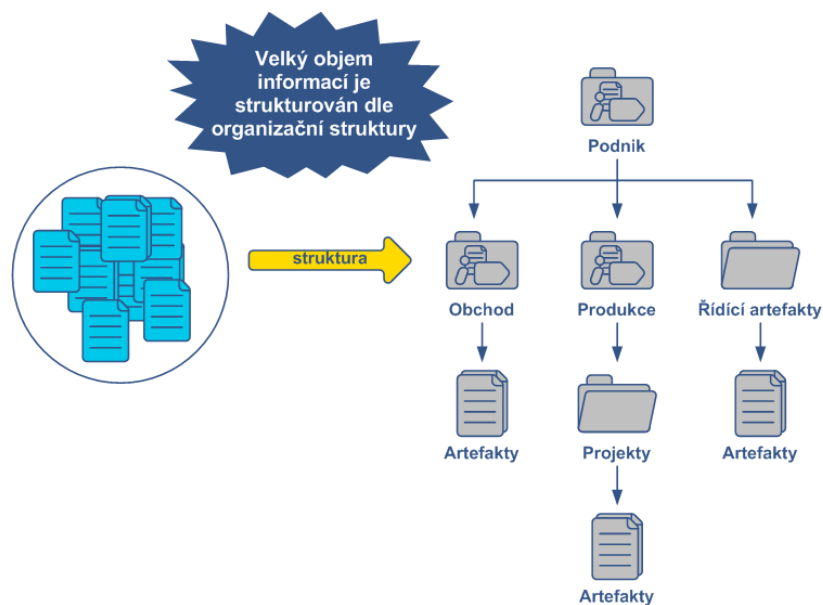 Velký objem
informací je
strukturován dle
organizační struktury
Podnik
struktura
Obchod
Produkce
Řídící artefakty
Artefakty
Projekty
Artefakty
Artefakty